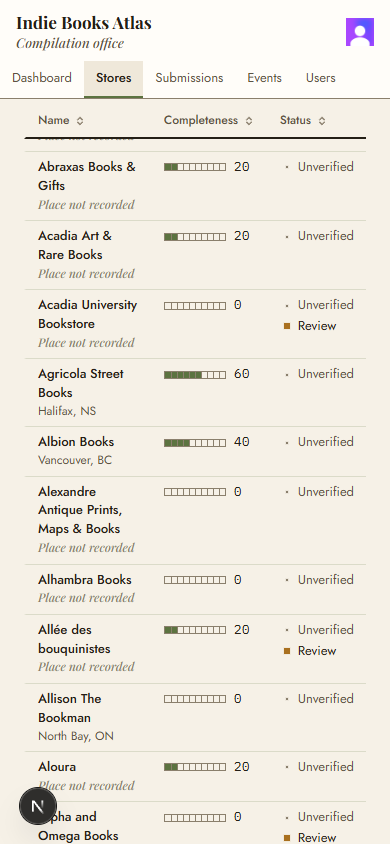 Indie Books Atlas
Compilation office
Dashboard Stores Submissions Events Users
Name Completeness Status
Place not recorded
Abraxas Books & 20 Unverified
Gifts
Place not recorded
Acadia Art & 20 Unverified
Rare Books
Place not recorded
Acadia University 0 Unverified
Bookstore Review
Place not recorded
Agricola Street 60 Unverified
Books
Halifax, NS
Albion Books 40 Unverified
Vancouver, BC
Alexandre 0 Unverified
Antique Prints,
Maps & Books
Place not recorded
Alhambra Books 0 Unverified
Place not recorded
Allée des 20 Unverified
bouquinistes Review
Place not recorded
Allison The 0 Unverified
Bookman
North Bay, ON
Aloura 20 Unverified
Place not recorded
N
and 0 Unverified
Omega Books Review